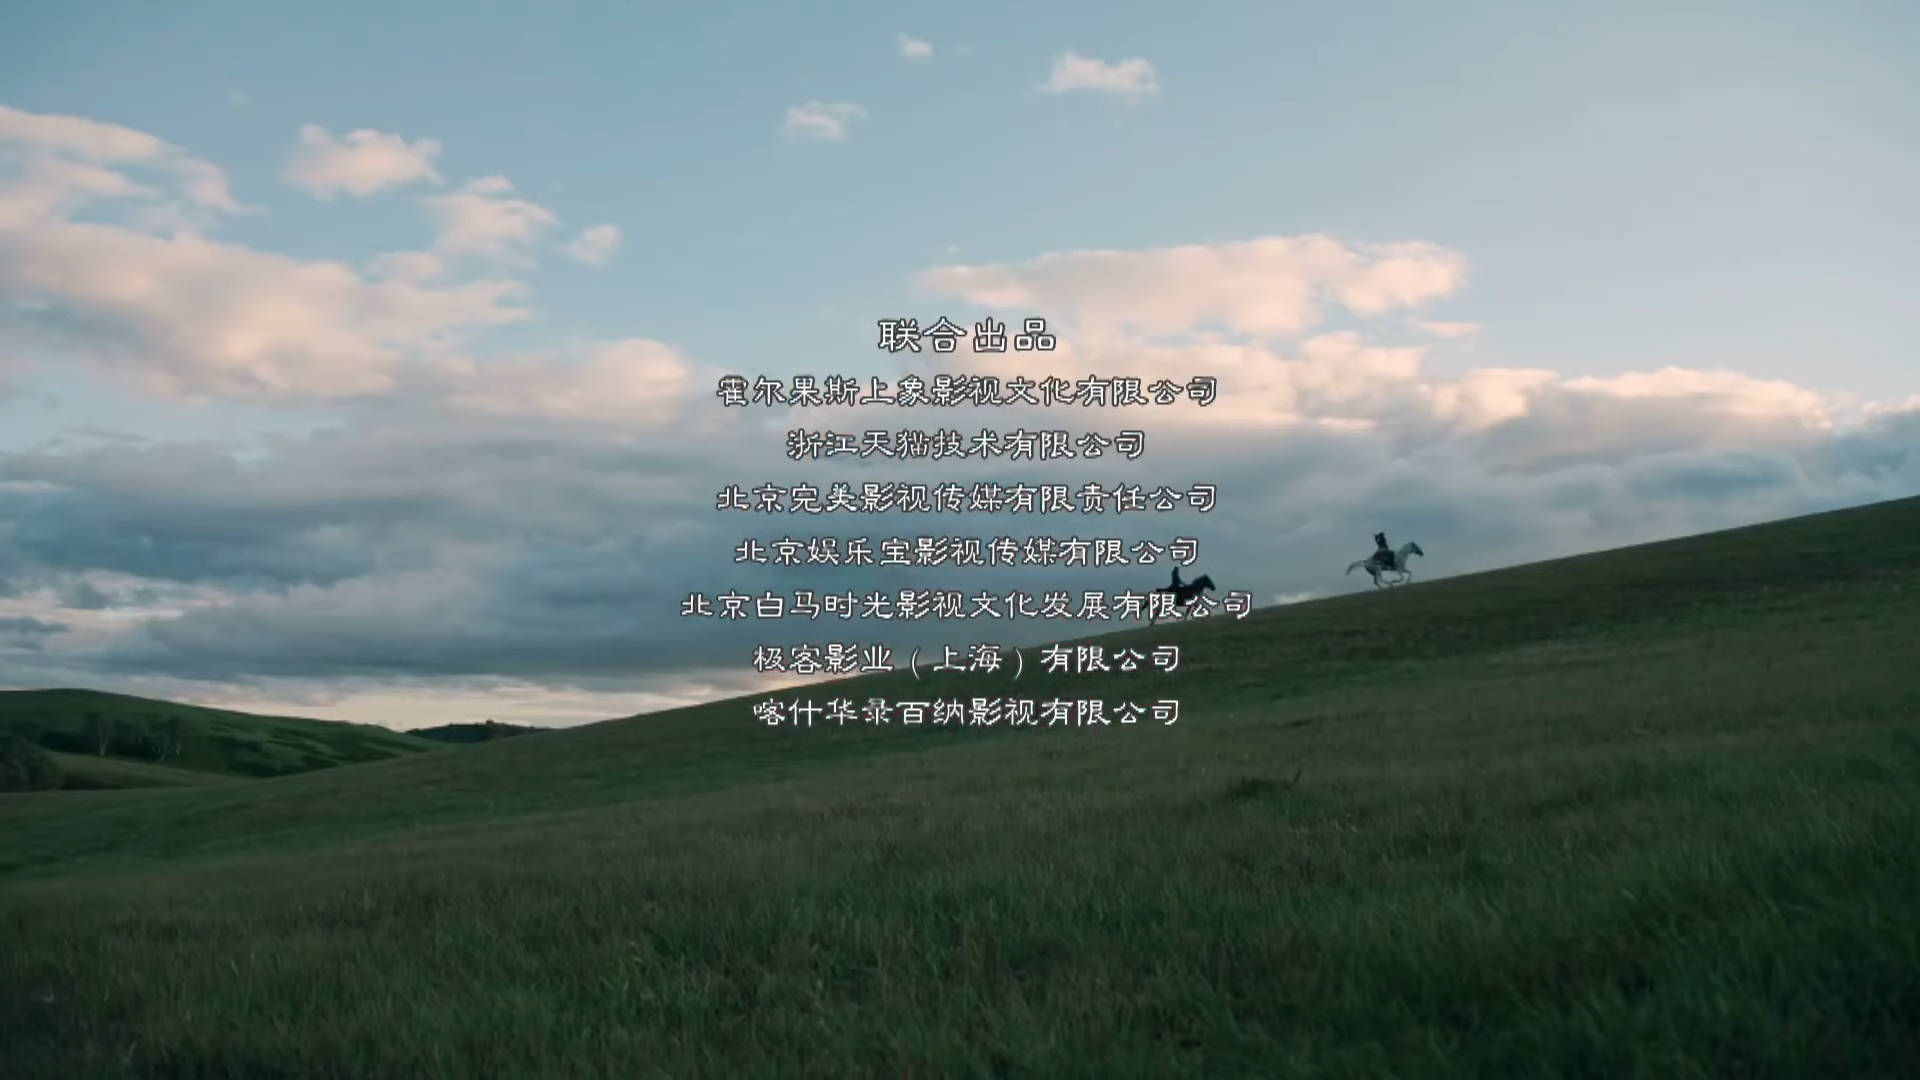 联合出品
霍尔果斯上象影视文化有限公司
浙江天猫技术有限公司
北京完美影视传媒有限责任公司
北京娱乐宝影视传媒有限公司
北京白马时光影视文化发展有限公司
极客影业（上海）有限公司
喀什华录百纳影视有限公司